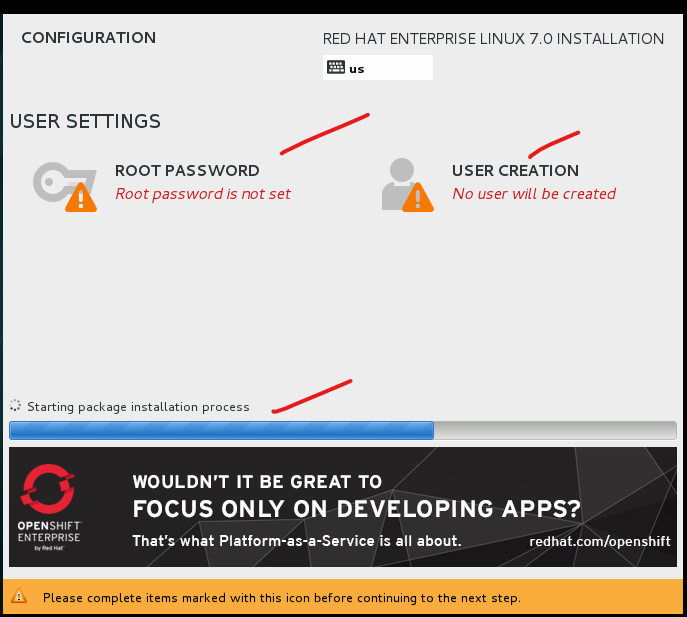 CONFIGURATION
RED HAT ENTERPRISE LINUX 7.0 INSTALLATION
us
USER SETTINGS
ROOT PASSWORD
Root password is not set
USER CREATION
No user will be created
Starting package installation process
WOULDN'T IT BE GREAT TO
FOCUS ONLY ON DEVELOPING APPS?
That's what Platform-as-a-Service is all about.
redhat.com/openshift
OPENSHIFT
ENTERPRISE
by Red Hat®
Please complete items marked with this icon before continuing to the next step.